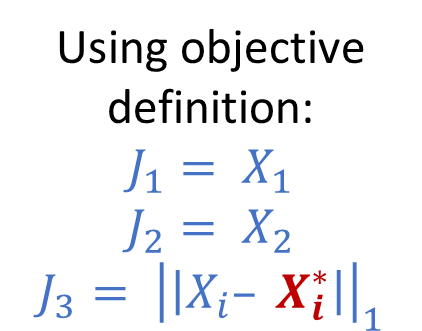 Using objective
definition:
J₁ = X₁
J₂ = X₂
J₃ = ||Xᵢ− Xᵢ*||₁